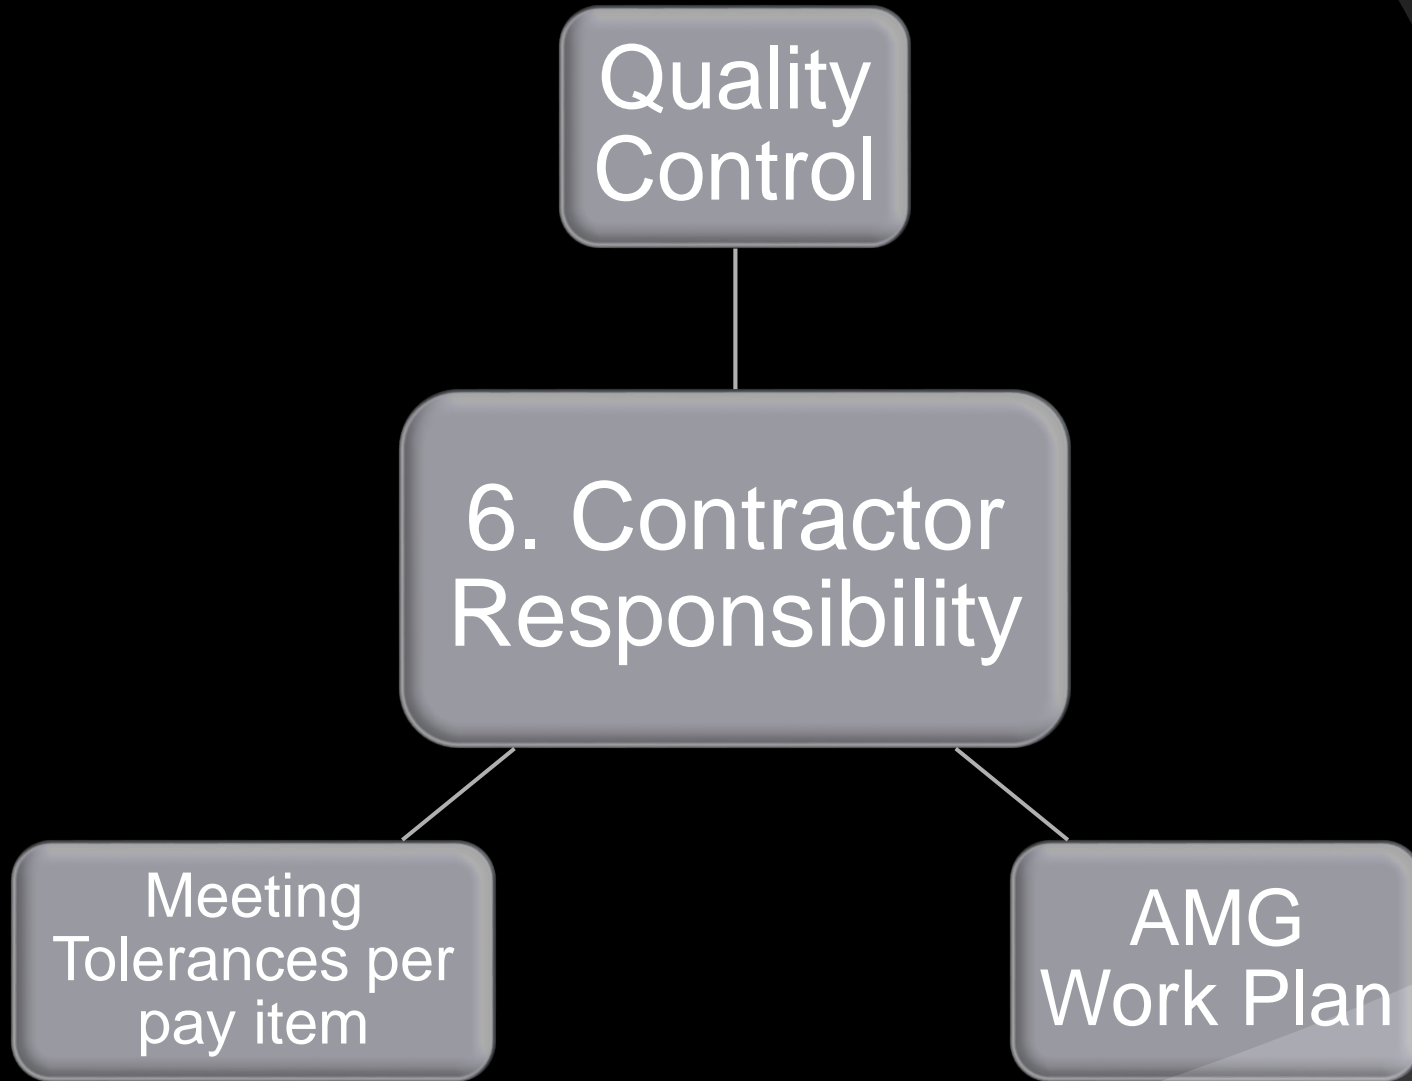 Quality
Control
6. Contractor
Responsibility
Meeting
Tolerances per
pay item
AMG
Work Plan